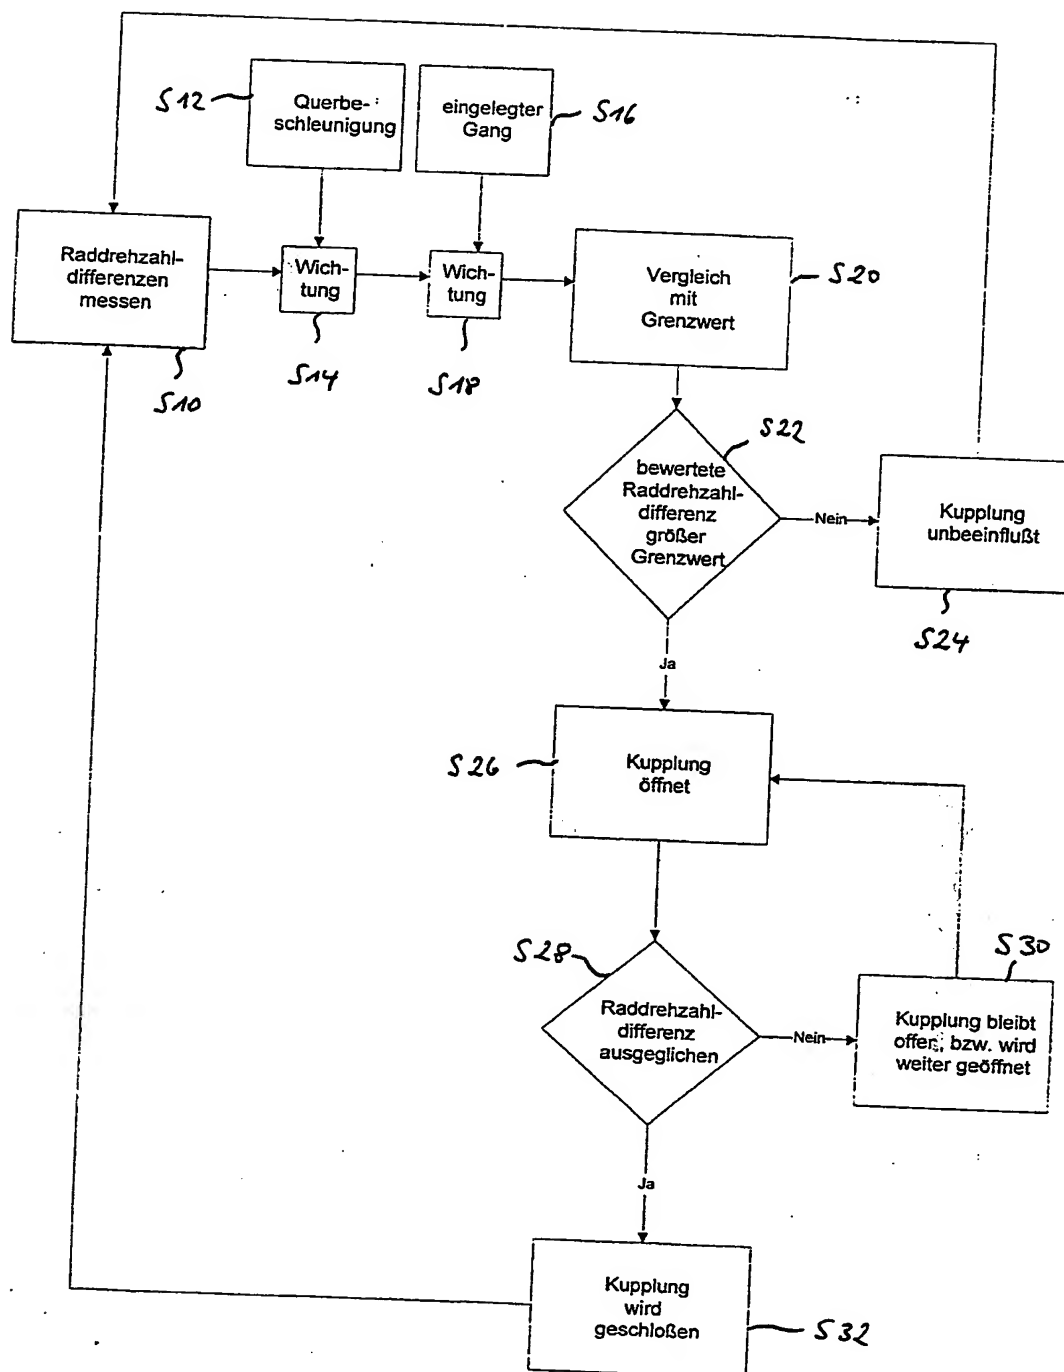 S12
Querbe-
schleunigung
eingelegter
Gang
S16
Raddrehzahl-
differenzen
messen
S10
Wich-
tung
S14
Wich-
tung
S18
Vergleich
mit
Grenzwert
S20
S22
bewertete
Raddrehzahl-
differenz
größer
Grenzwert
Nein
Kupplung
unbeeinflußt
S24
Ja
S26
Kupplung
öffnet
S28
Raddrehzahl-
differenz
ausgeglichen
Nein
S30
Kupplung bleibt
offen, bzw. wird
weiter geöffnet
Ja
Kupplung
wird
geschloßen
S32